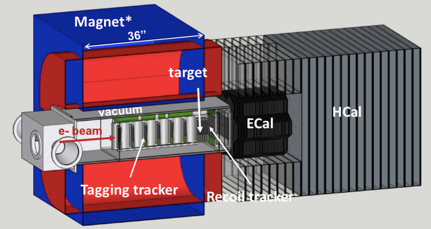 Magnet*
36”
target
vacuum
HCal
e- beam
ECal
Tagging tracker
Recoil tracker